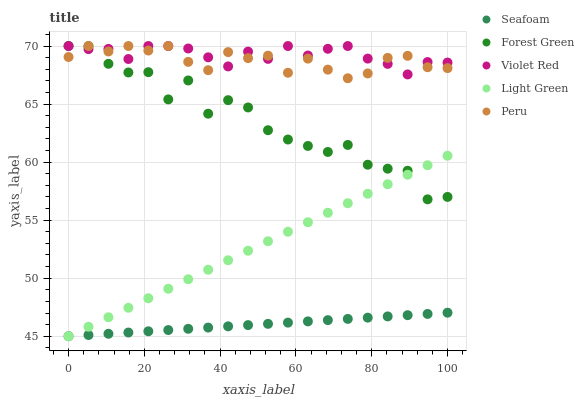 title
Seafoam
Forest Green
Violet Red
Light Green
Peru
yaxis_label
70
65
60
55
50
45
0 20 40 60 80 100
xaxis_label